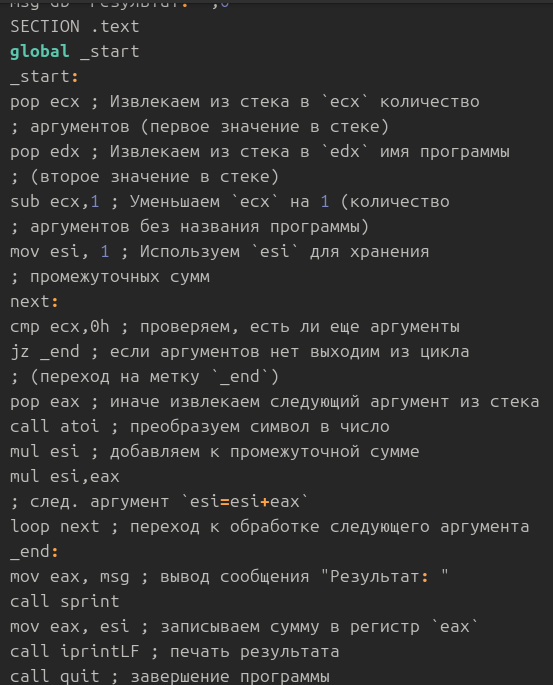 msg db "Результат: ",0
SECTION .text
global _start
_start:
pop ecx ; Извлекаем из стека в `ecx` количество
; аргументов (первое значение в стеке)
pop edx ; Извлекаем из стека в `edx` имя программы
; (второе значение в стеке)
sub ecx,1 ; Уменьшаем `ecx` на 1 (количество
; аргументов без названия программы)
mov esi, 1 ; Используем `esi` для хранения
; промежуточных сумм
next:
cmp ecx,0h ; проверяем, есть ли еще аргументы
jz _end ; если аргументов нет выходим из цикла
; (переход на метку `_end`)
pop eax ; иначе извлекаем следующий аргумент из стека
call atoi ; преобразуем символ в число
mul esi ; добавляем к промежуточной сумме
mul esi,eax
; след. аргумент `esi=esi+eax`
loop next ; переход к обработке следующего аргумента
_end:
mov eax, msg ; вывод сообщения "Результат: "
call sprint
mov eax, esi ; записываем сумму в регистр `eax`
call iprintLF ; печать результата
call quit ; завершение программы